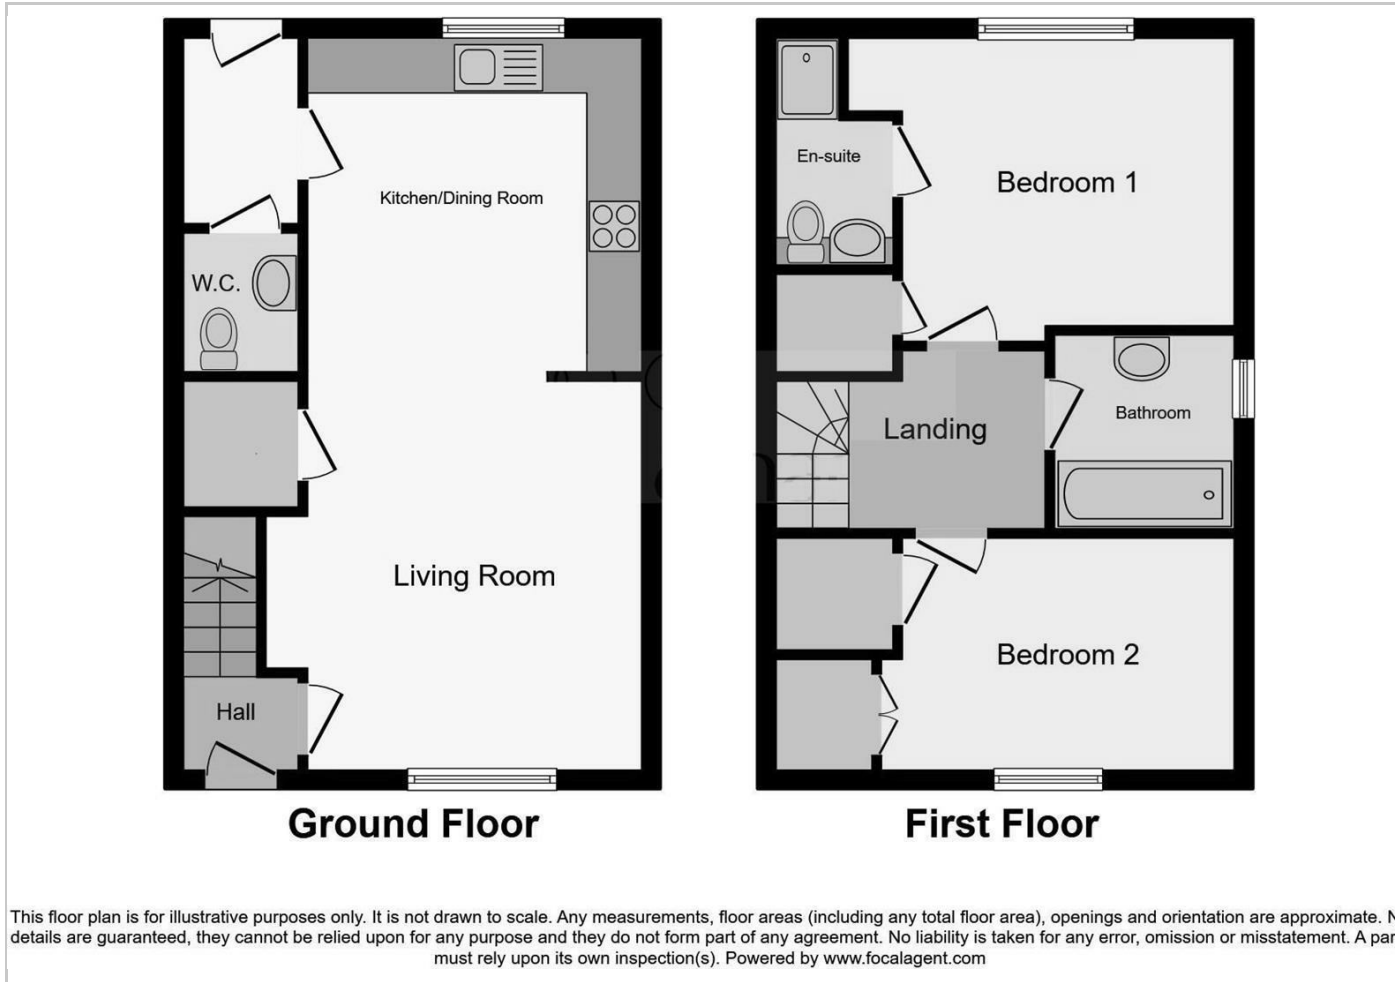 Kitchen/Dining Room
W.C.
Living Room
Hall
Ground Floor
En-suite
Bedroom 1
Landing
Bathroom
Bedroom 2
First Floor
This floor plan is for illustrative purposes only. It is not drawn to scale. Any measurements, floor areas (including any total floor area), openings and orientation are approximate.
details are guaranteed, they cannot be relied upon for any purpose and they do not form part of any agreement. No liability is taken for any error, omission or misstatement. A
must rely upon its own inspection(s). Powered by www.focalagent.com